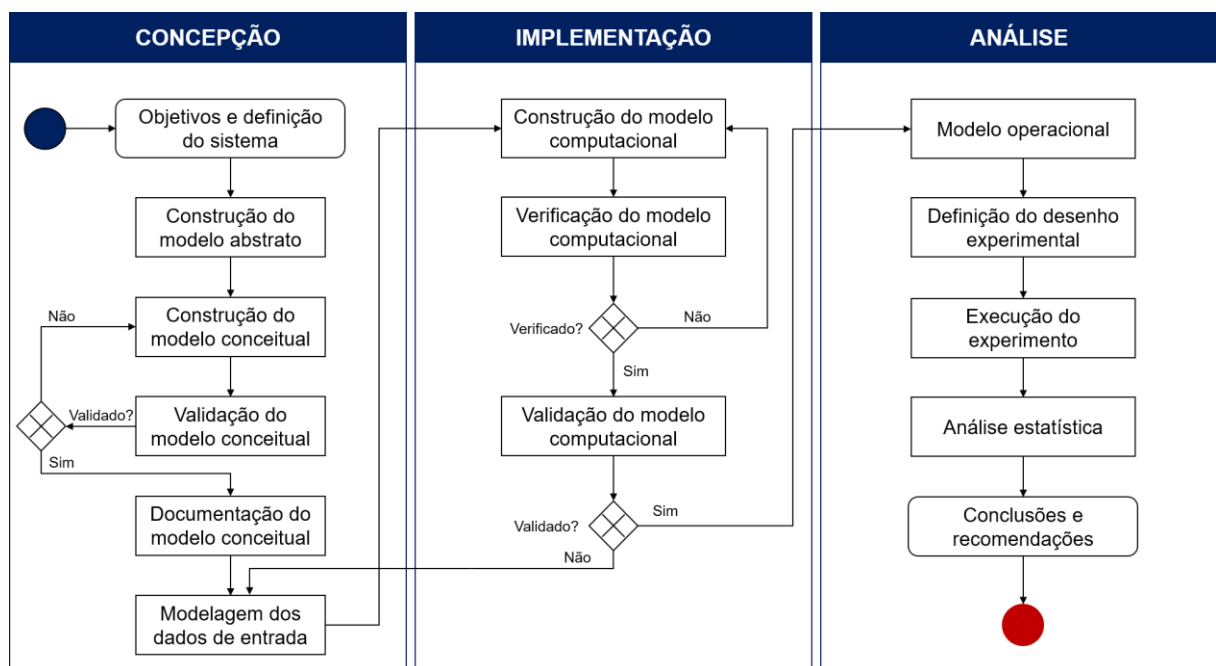 CONCEPÇÃO
Objetivos e definição
do sistema
Construção do
modelo abstrato
Não
Construção do
modelo conceitual
Validado?
Validação do
modelo conceitual
Sim
Documentação do
modelo conceitual
Modelagem dos
dados de entrada
IMPLEMENTAÇÃO
Construção do modelo
computacional
Verificação do modelo
computacional
Verificado?
Não
Sim
Validação do modelo
computacional
Validado?
Sim
Não
ANÁLISE
Modelo operacional
Definição do desenho
experimental
Execução do
experimento
Análise estatística
Conclusões e
recomendações